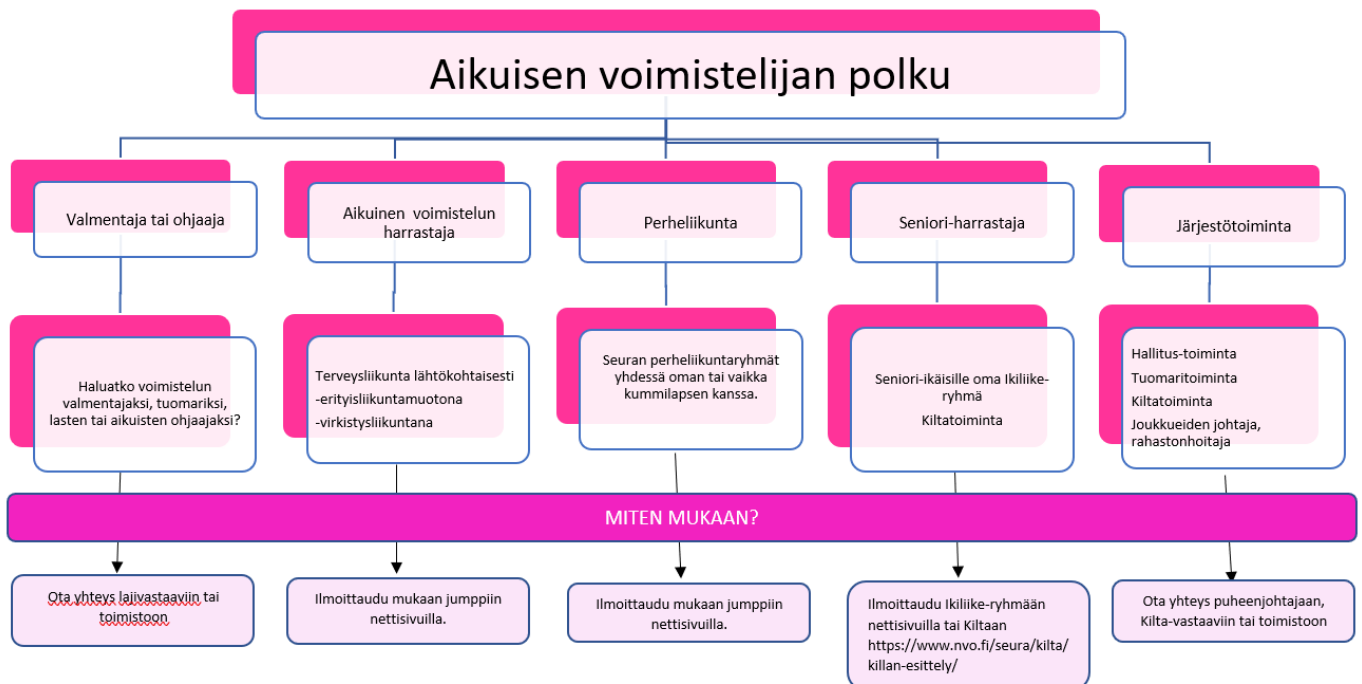 Aikuisen voimistelijan polku
Valmentaja tai ohjaaja
Aikuinen voimistelun
harrastaja
Perheliikunta
Seniori-harrastaja
Järjestötoiminta
Haluatko voimistelun
valmentajaksi, tuomariksi,
lasten tai aikuisten ohjaajaksi?
Terveysliikunta lähtökohtaisesti
-erityisliikuntamuotona
-virkistysliikuntana
Seuran perheliikuntaryhmät
yhdessä oman tai vaikka
kummilapsen kanssa.
Seniori-ikäisille oma Ikiliike-
ryhmä
Kiltatoiminta
Hallitus-toiminta
Tuomaritoiminta
Kiltatoiminta
Joukkueiden johtaja,
rahastonhoitaja
MITEN MUKAAN?
Ota yhteys lajivastaaviin tai
toimistoon
Ilmoittaudu mukaan jumppiin
nettisivuilla.
Ilmoittaudu mukaan jumppiin
nettisivuilla.
Ilmoittaudu Ikiliike-ryhmään
nettisivuilla tai Kiltaan
https://www.nvo.fi/seura/kilta/
killan-esittely/
Ota yhteys puheenjohtajaan,
Kilta-vastaaviin tai toimistoon